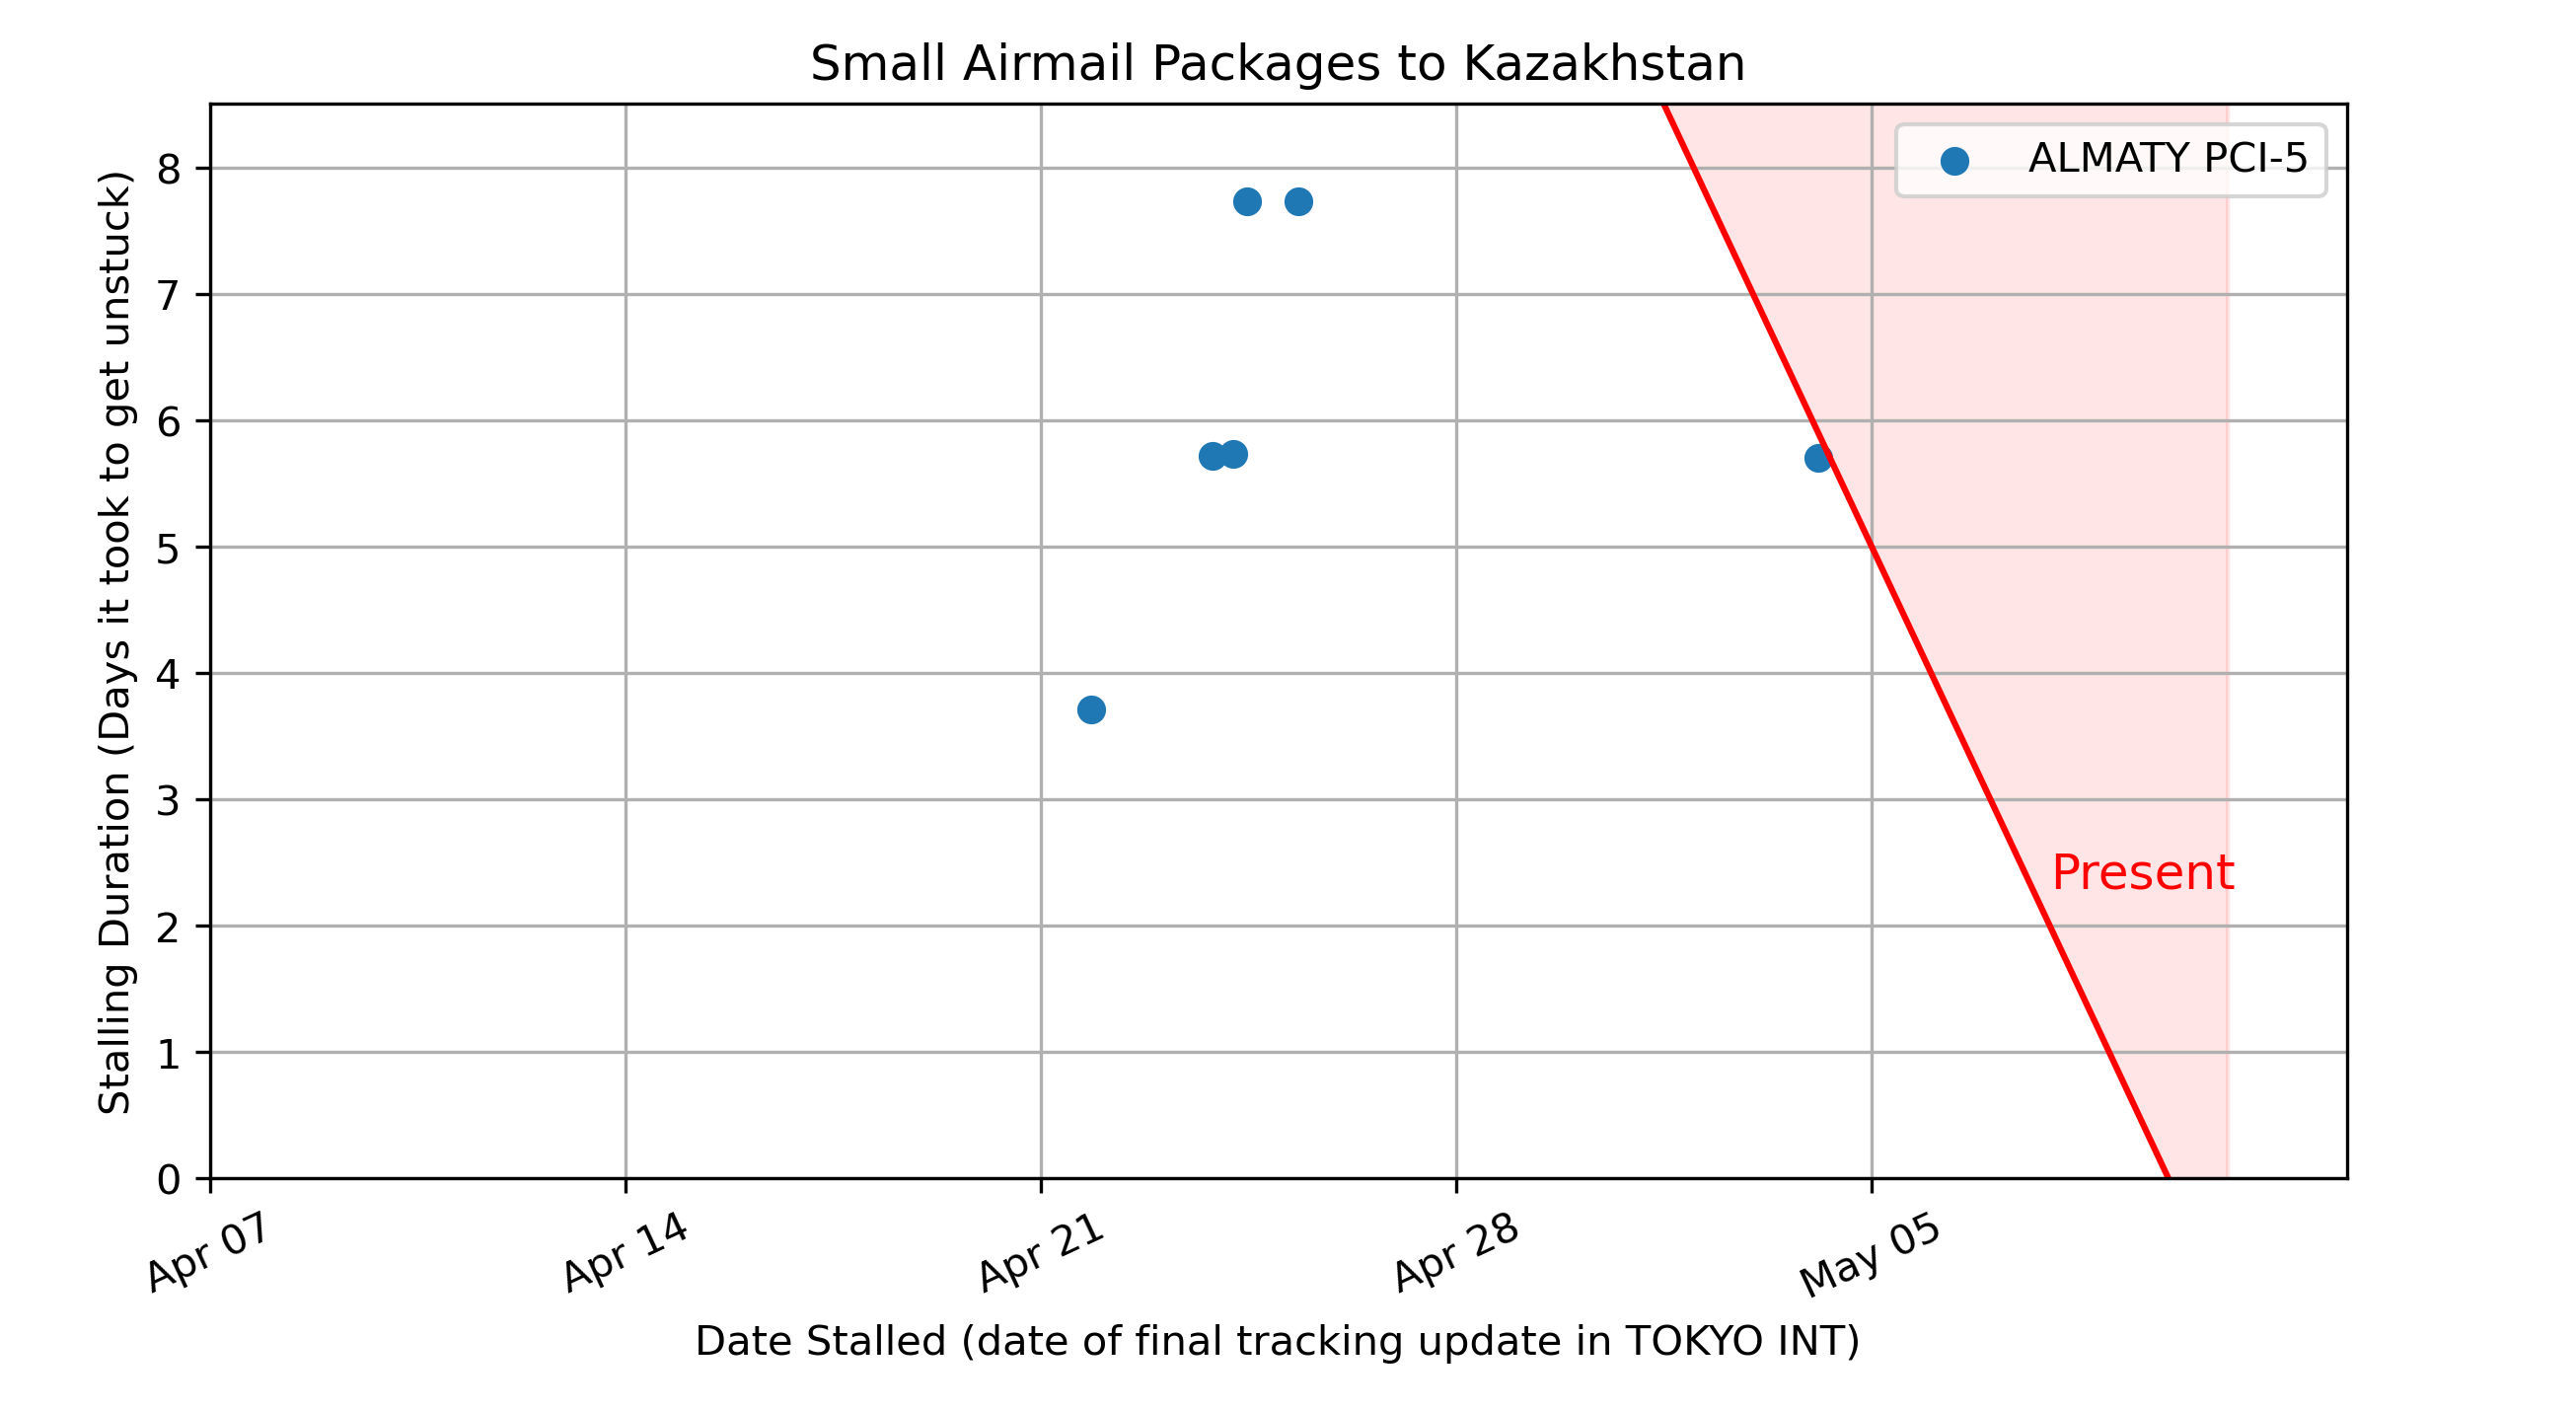 Small Airmail Packages to Kazakhstan
ALMATY PCI-5
Stalling Duration (Days it took to get unstuck)
8
7
6
5
4
3
2
1
0
Present
Apr 07
Apr 14
Apr 21
Apr 28
May 05
Date Stalled (date of final tracking update in TOKYO INT)